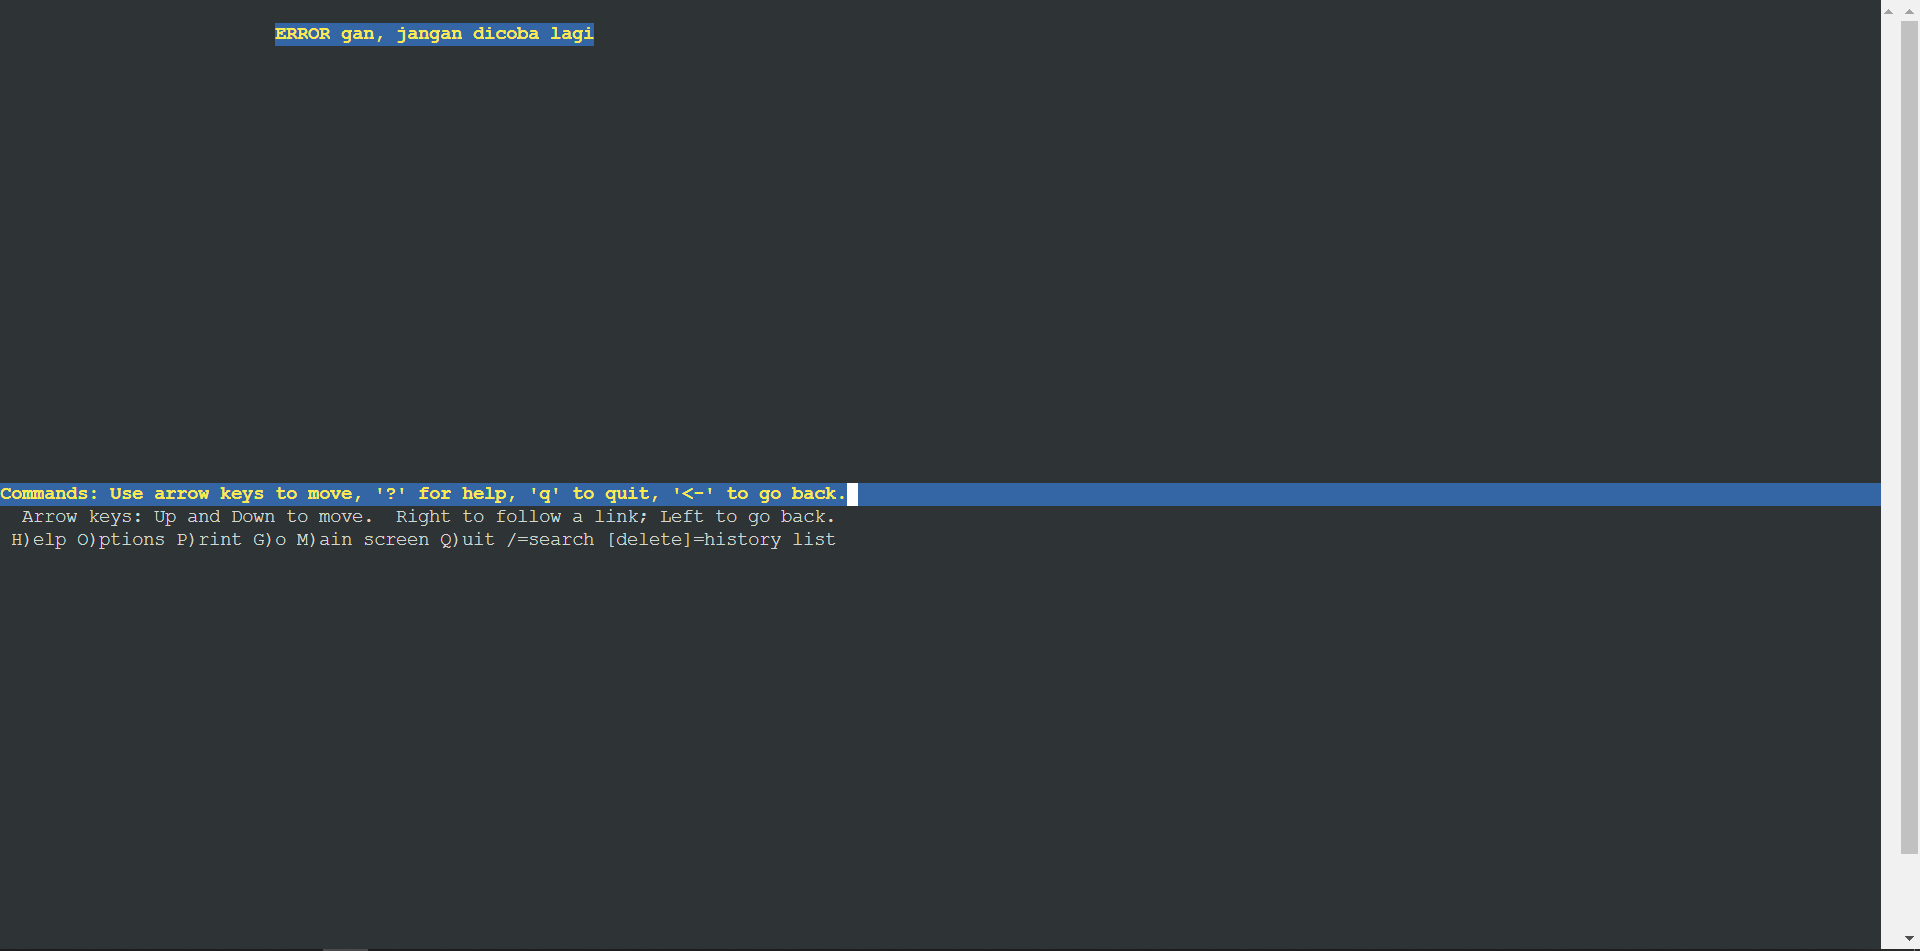 ERROR gan, jangan dicoba lagi
Commands: Use arrow keys to move, '?' for help, 'q' to quit, '<-' to go back.
Arrow keys: Up and Down to move.  Right to follow a link; Left to go back.
H)elp O)ptions P)rint G)o M)ain screen Q)uit /=search [delete]=history list